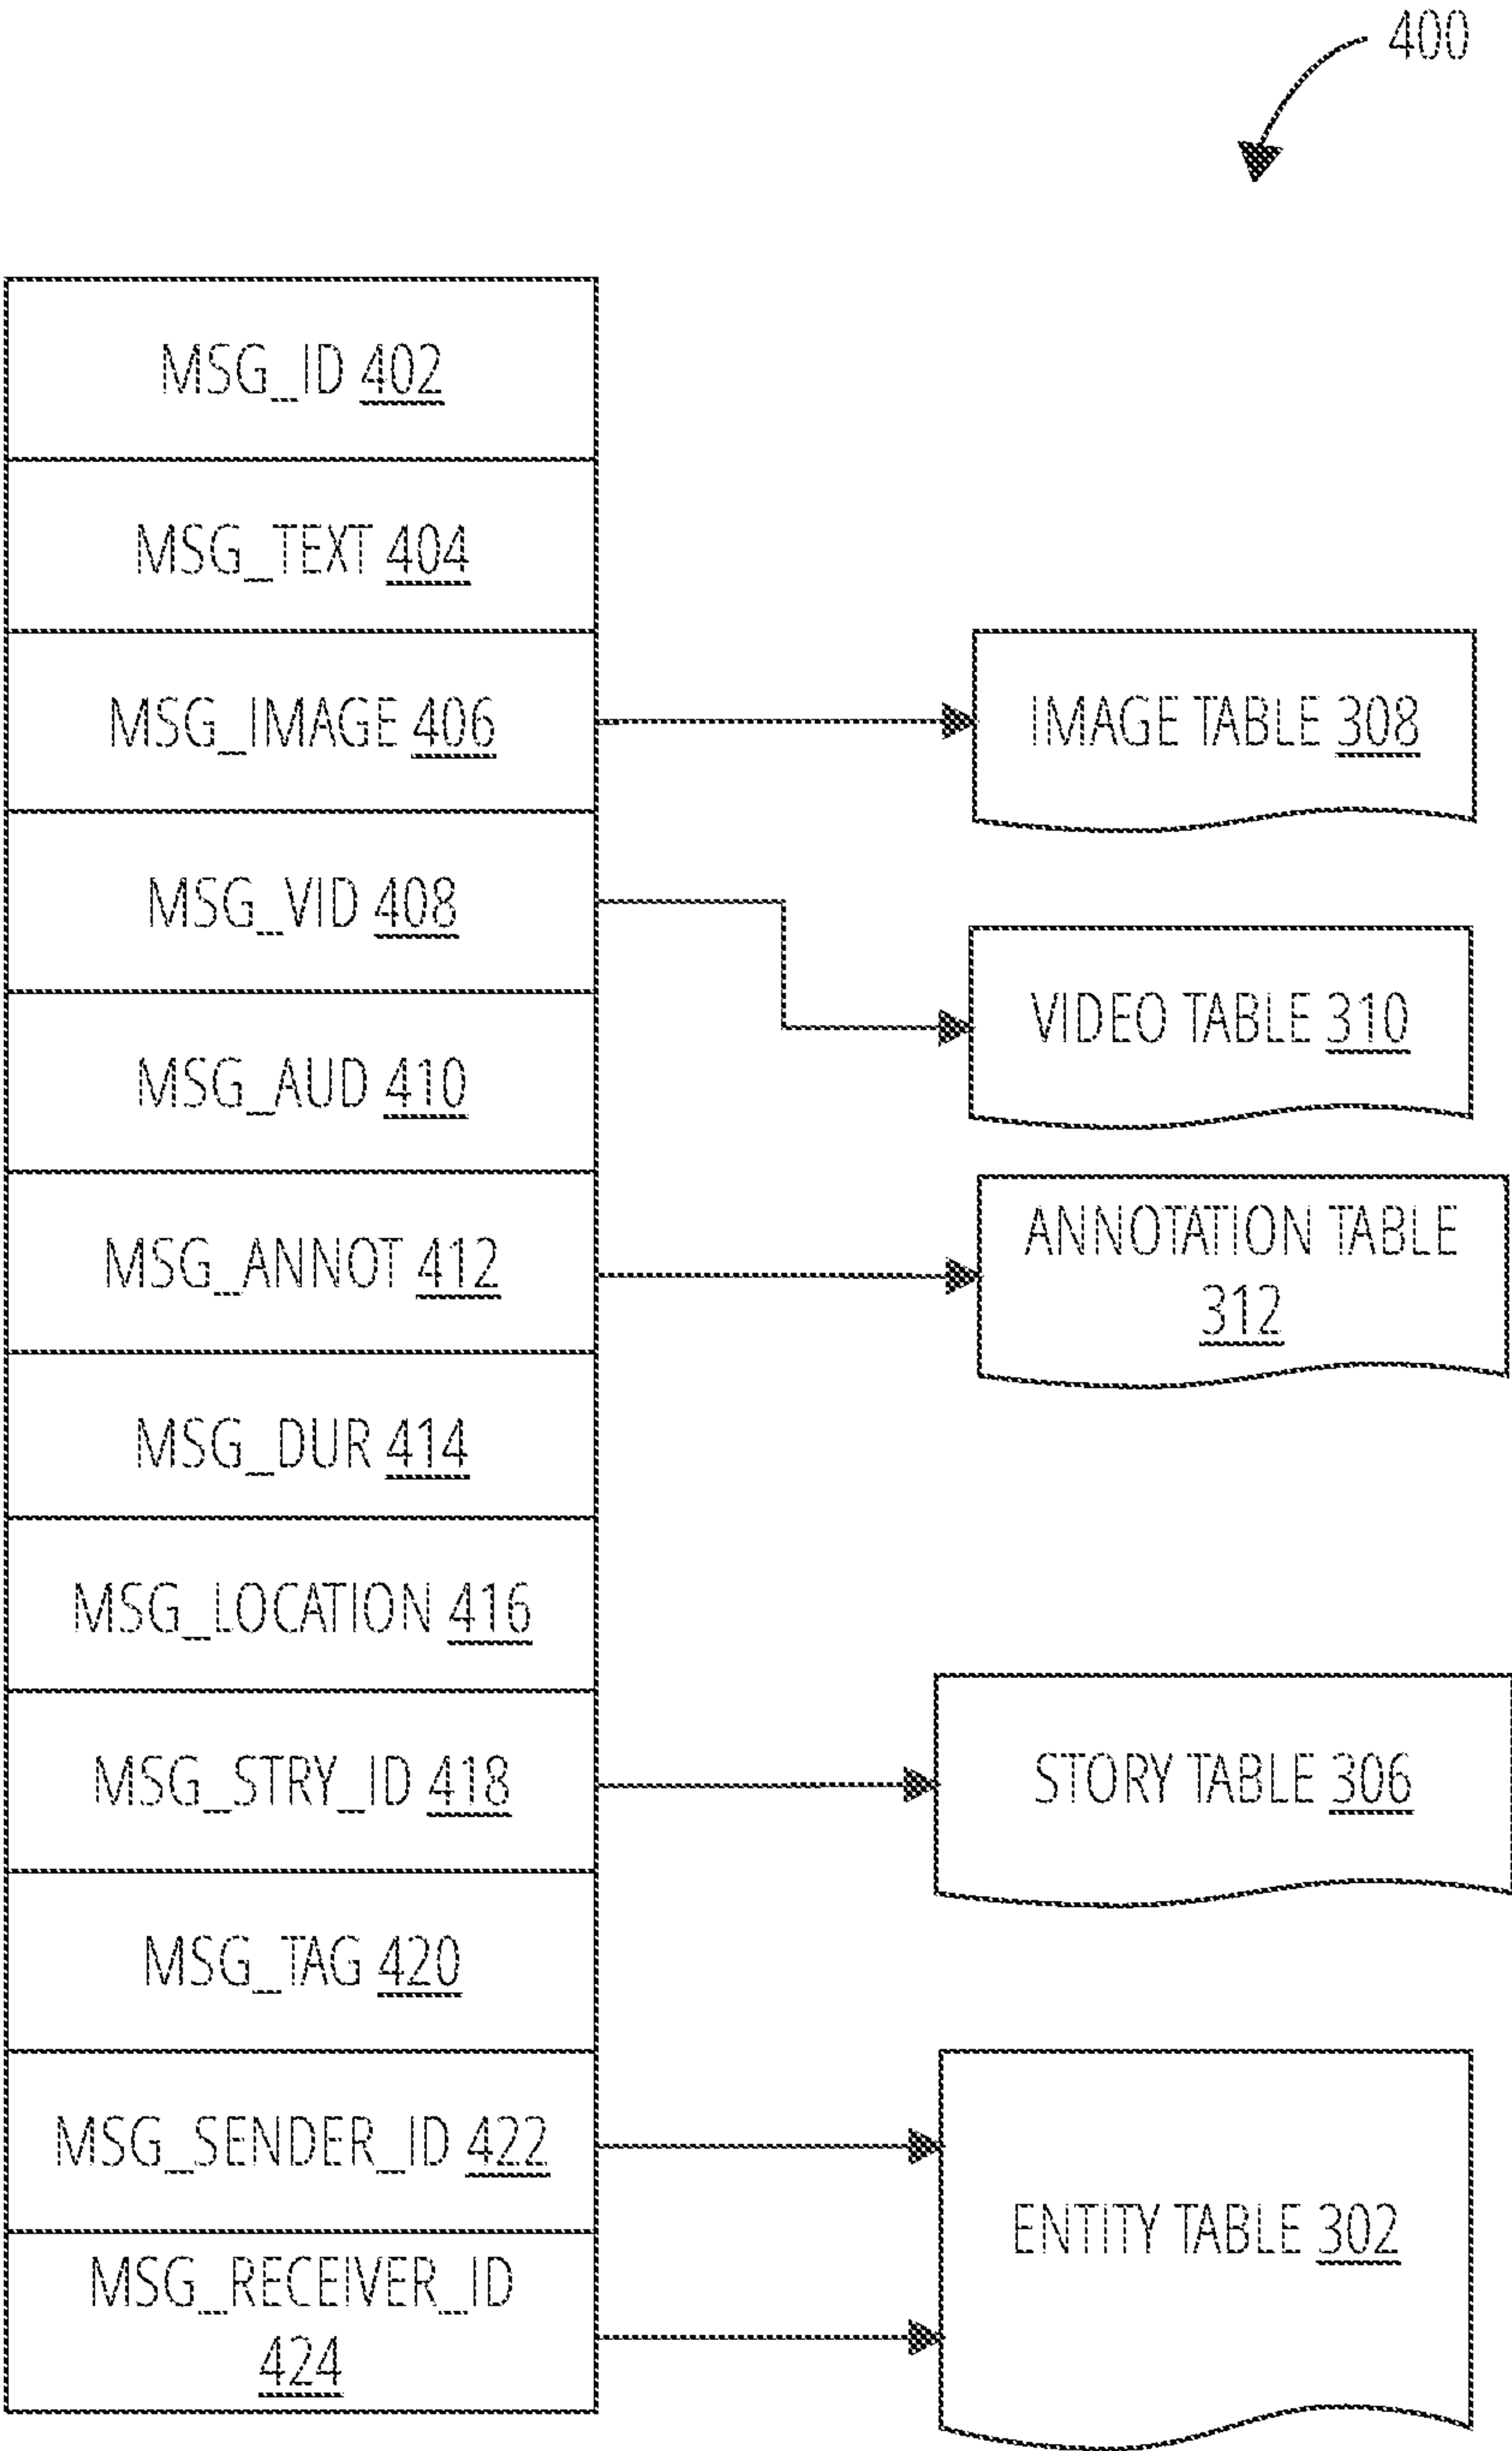 400
MSG_ID 402
MSG_TEXT 404
MSG_IMAGE 406
IMAGE TABLE 308
MSG_VID 408
VIDEO TABLE 310
MSG_AUD 410
MSG_ANNOT 412
ANNOTATION TABLE
312
MSG_DUR 414
MSG_LOCATION 416
MSG_STRY_ID 418
STORY TABLE 306
MSG_TAG 420
MSG_SENDER_ID 422
ENTITY TABLE 302
MSG_RECEIVER_ID
424